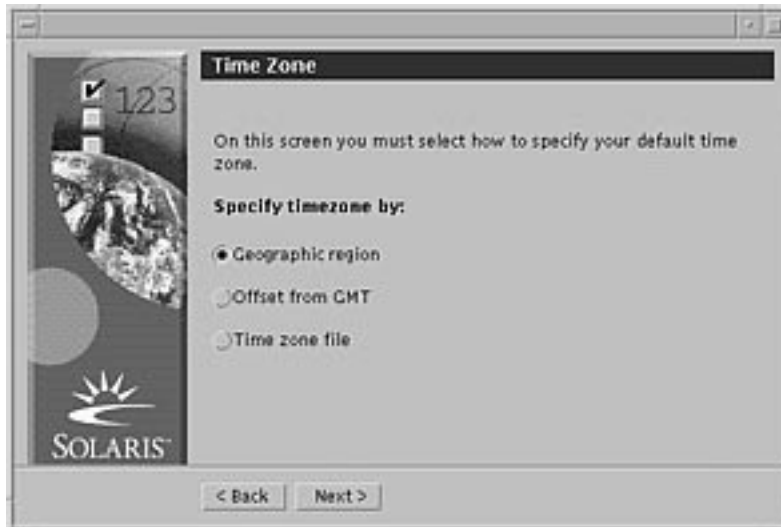 Time Zone
123
On this screen you must select how to specify your default time
zone.
Specify timezone by:
Geographic region
Offset from GMT
Time zone file
SOLARIS™
< Back
Next >